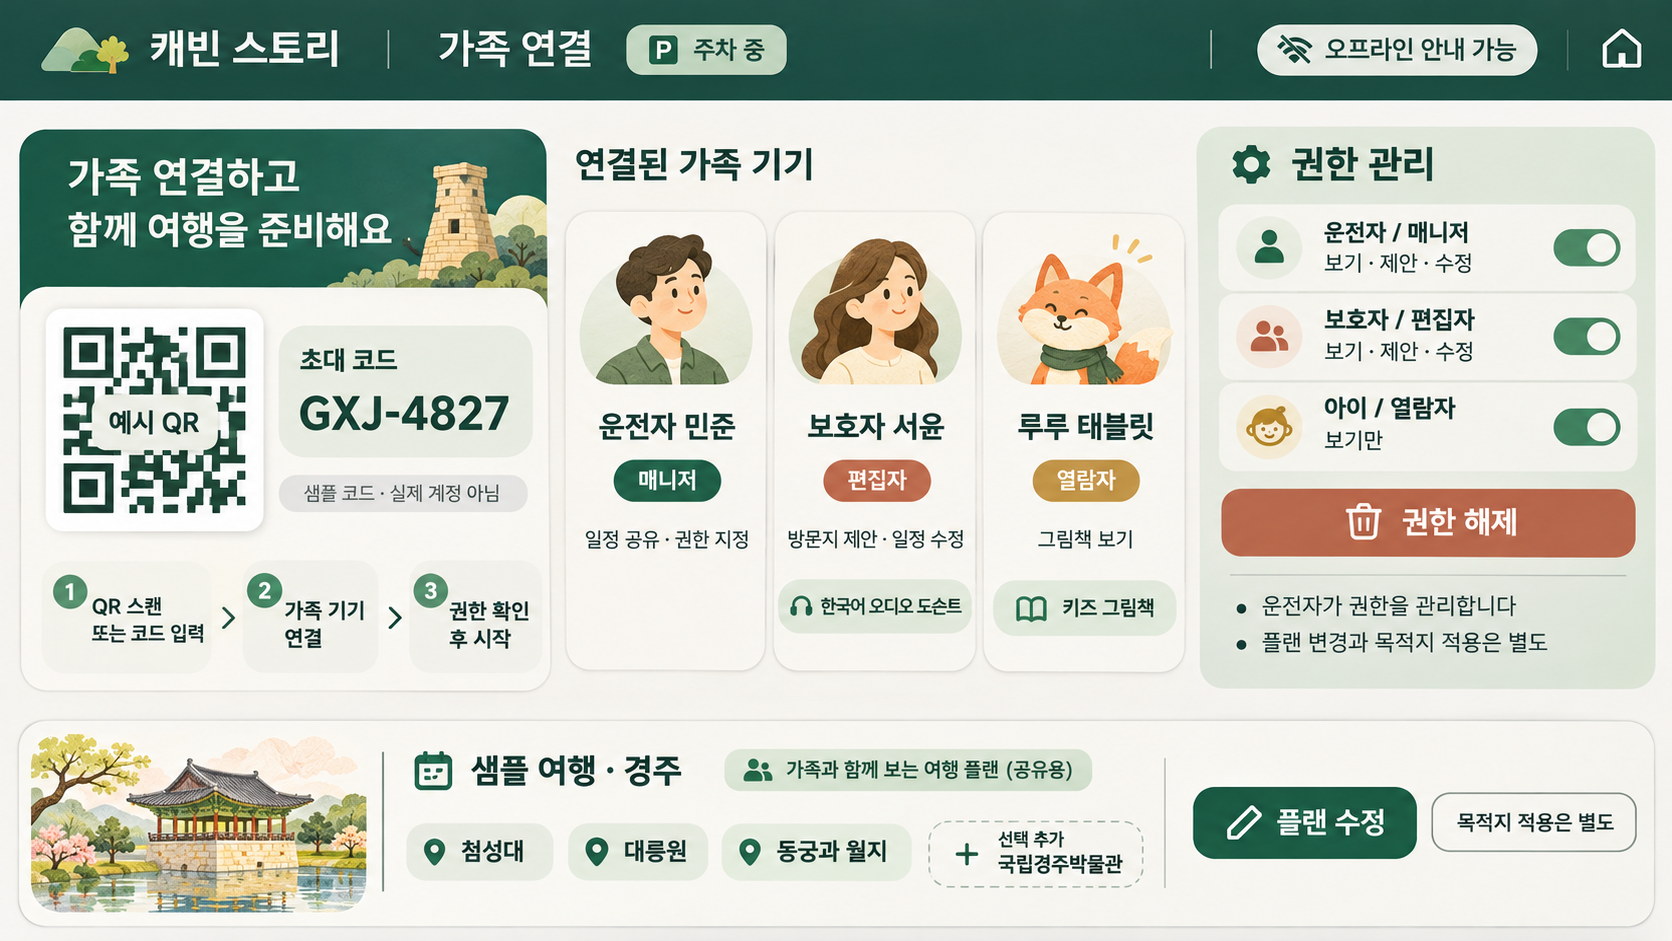 캐빈 스토리
가족 연결
P 주차 중
오프라인 안내 가능
가족 연결하고
함께 여행을 준비해요
예시 QR
초대 코드
GXJ-4827
샘플 코드 · 실제 계정 아님
1
QR 스캔
또는 코드 입력
2
가족 기기
연결
3
권한 확인
후 시작
연결된 가족 기기
운전자 민준
매니저
일정 공유 · 권한 지정
보호자 서윤
편집자
방문지 제안 · 일정 수정
한국어 오디오 도슨트
루루 태블릿
열람자
그림책 보기
키즈 그림책
권한 관리
운전자 / 매니저
보기 · 제안 · 수정
보호자 / 편집자
보기 · 제안 · 수정
아이 / 열람자
보기만
권한 해제
• 운전자가 권한을 관리합니다
• 플랜 변경과 목적지 적용은 별도
샘플 여행 · 경주
가족과 함께 보는 여행 플랜 (공유용)
첨성대
대릉원
동궁과 월지
선택 추가
국립경주박물관
플랜 수정
목적지 적용은 별도